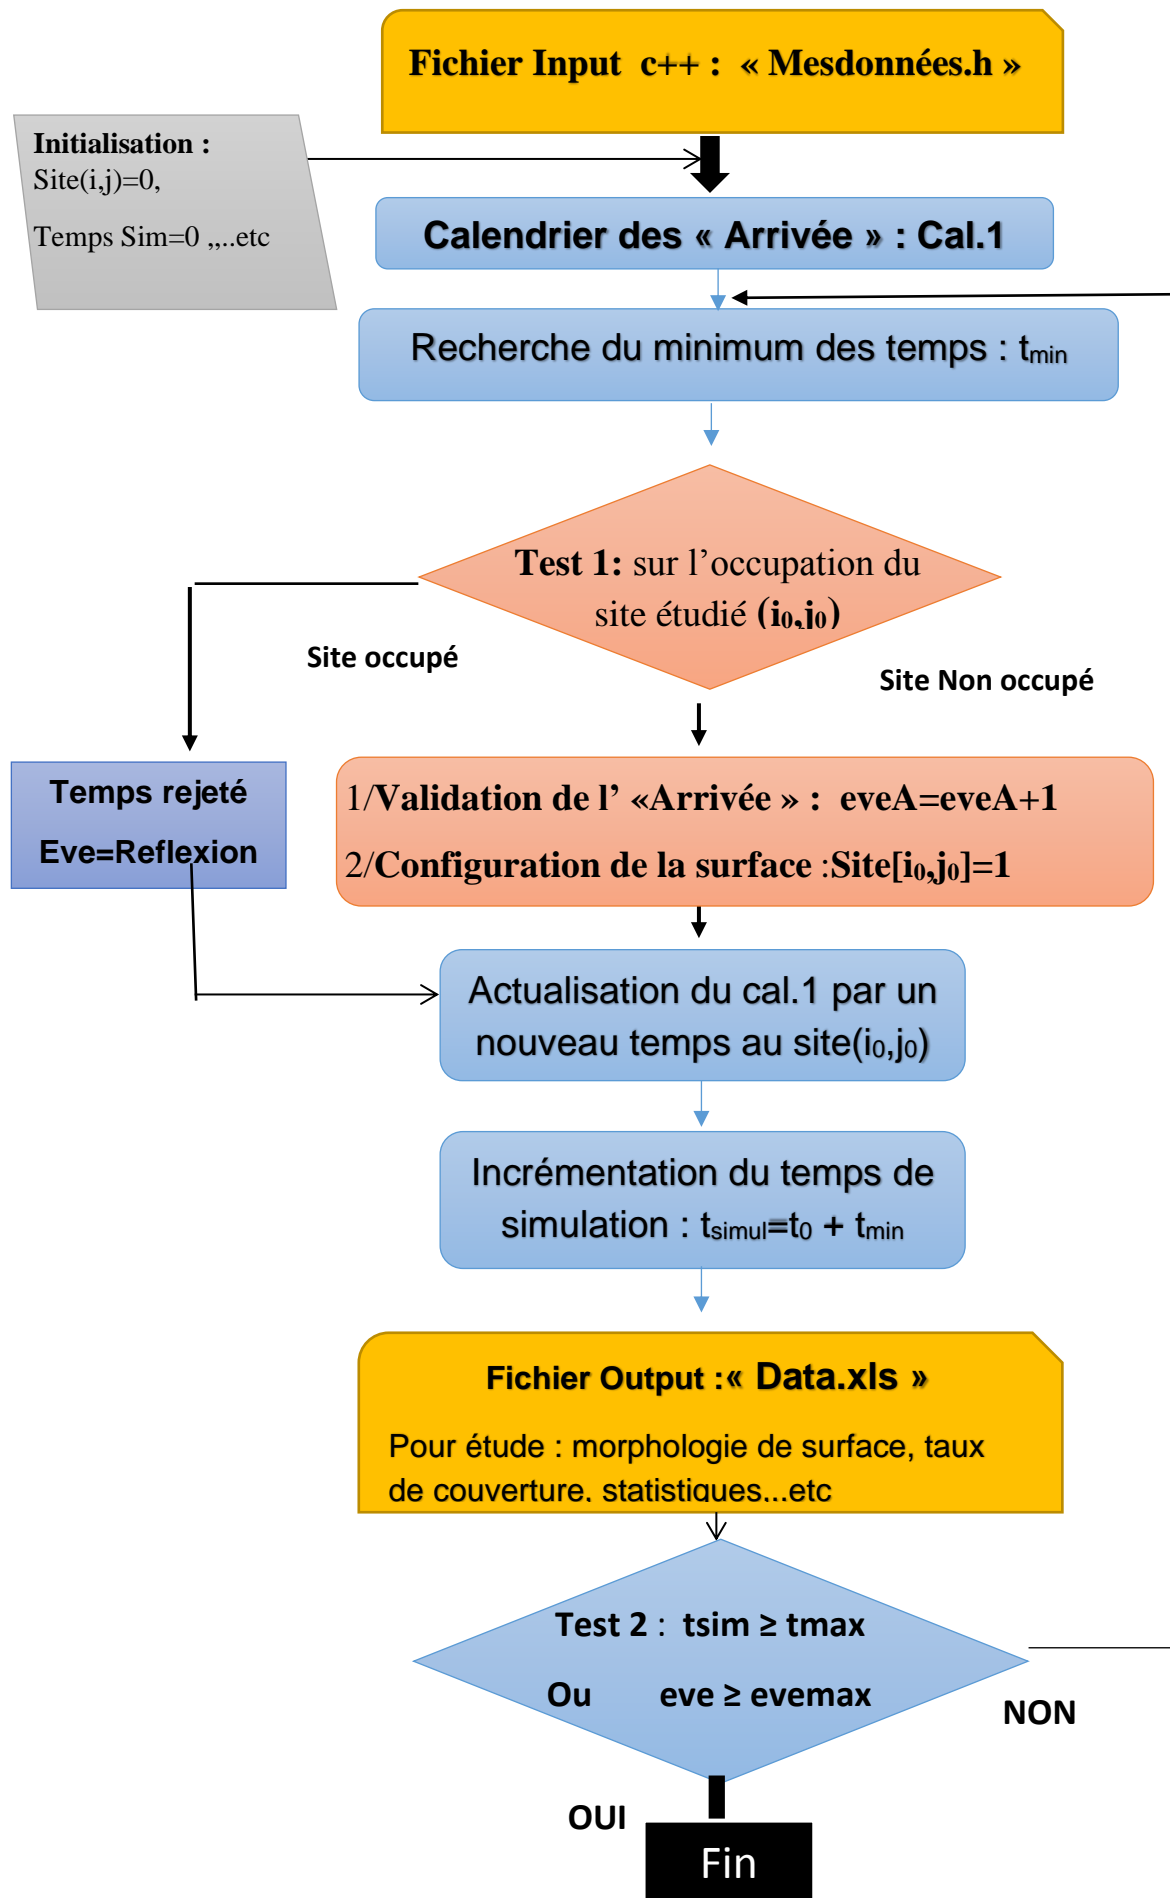 Fichier Input c++ : « Mesdonnées.h »
Initialisation :
Site(i,j)=0,
Temps Sim=0 ,,..etc
Calendrier des « Arrivée » : Cal.1
Recherche du minimum des temps : tmin
Test 1: sur l’occupation du
site étudié (i0,j0)
Site occupé
Site Non occupé
Temps rejeté
Eve=Reflexion
1/Validation de l’ «Arrivée » : eveA=eveA+1
2/Configuration de la surface :Site[i0,j0]=1
Actualisation du cal.1 par un
nouveau temps au site(i0,j0)
Incrémentation du temps de
simulation : tsimul=t0 + tmin
Fichier Output :« Data.xls »
Pour étude : morphologie de surface, taux
de couverture, statistiques...etc
Test 2 : tsim ≥ tmax
Ou eve ≥ evemax
NON
OUI
Fin